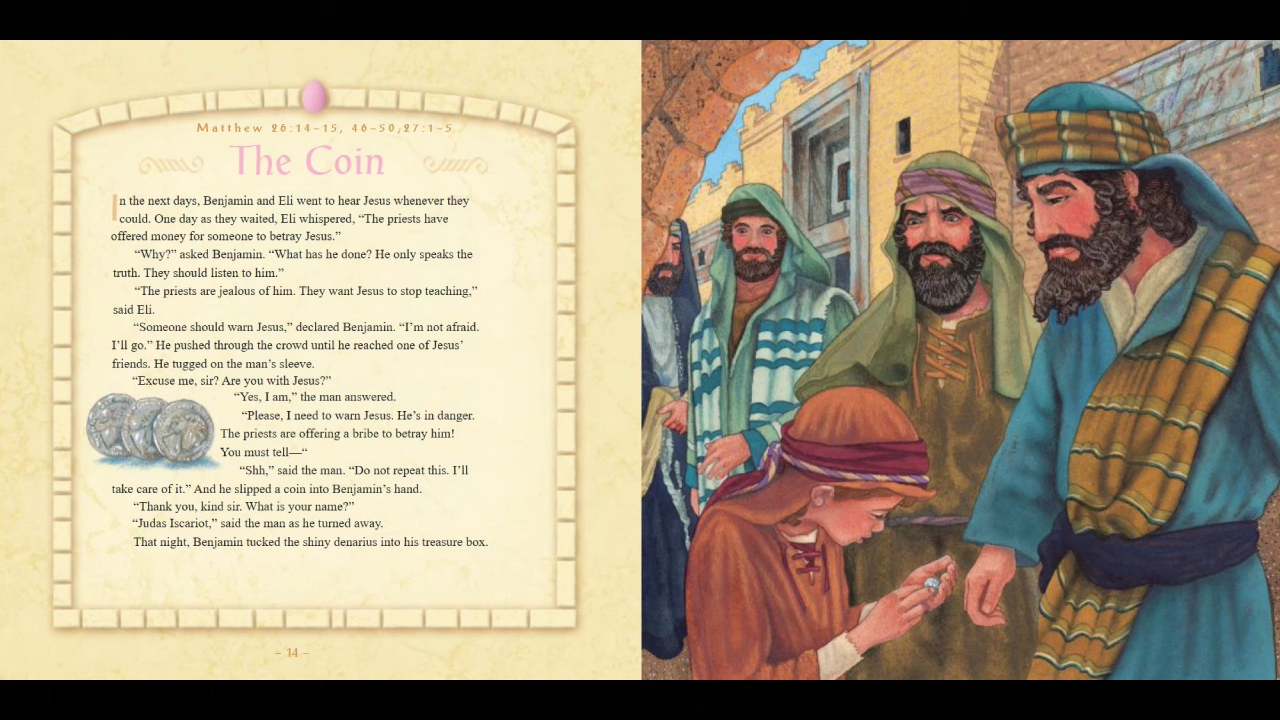 Matthew 26:14–15, 46–50;27:1–5
The Coin
In the next days, Benjamin and Eli went to hear Jesus whenever they
could. One day as they waited, Eli whispered, “The priests have
offered money for someone to betray Jesus.”
“Why?” asked Benjamin. “What has he done? He only speaks the
truth. They should listen to him.”
“The priests are jealous of him. They want Jesus to stop teaching,”
said Eli.
“Someone should warn Jesus,” declared Benjamin. “I’m not afraid.
I’ll go.” He pushed through the crowd until he reached one of Jesus’
friends. He tugged on the man’s sleeve.
“Excuse me, sir? Are you with Jesus?”
“Yes, I am,” the man answered.
“Please, I need to warn Jesus. He’s in danger.
The priests are offering a bribe to betray him!
You must tell—“
“Shh,” said the man. “Do not repeat this. I’ll
take care of it.” And he slipped a coin into Benjamin’s hand.
“Thank you, kind sir. What is your name?”
“Judas Iscariot,” said the man as he turned away.
That night, Benjamin tucked the shiny denarius into his treasure box.
– 14 –